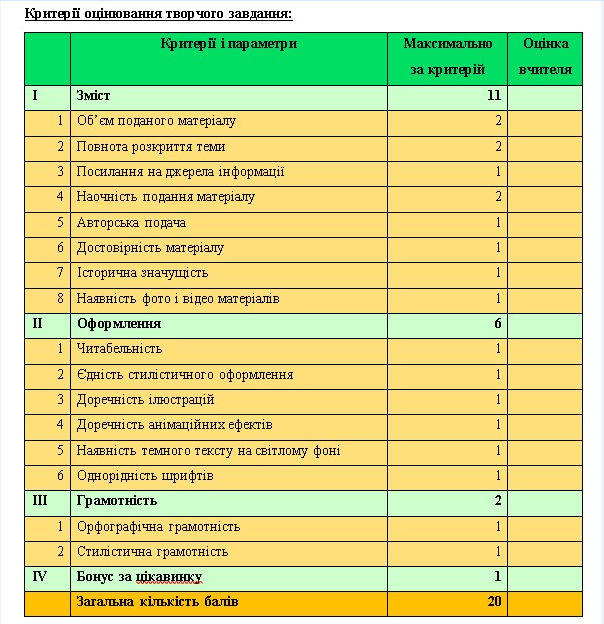 Критерії оцінювання творчого завдання:
Критерії і параметри Максимально за критерій Оцінка вчителя
І Зміст 11
1 Об’єм поданого матеріалу 2
2 Повнота розкриття теми 2
3 Посилання на джерела інформації 1
4 Наочність подання матеріалу 2
5 Авторська подача 1
6 Достовірність матеріалу 1
7 Історична значущість 1
8 Наявність фото і відео матеріалів 1
ІІ Оформлення 6
1 Читабельність 1
2 Єдність стилістичного оформлення 1
3 Доречність ілюстрацій 1
4 Доречність анімаційних ефектів 1
5 Наявність темного тексту на світлому фоні 1
6 Однорідність шрифтів 1
ІІІ Грамотність 2
1 Орфографічна грамотність 1
2 Стилістична грамотність 1
IV Бонус за цікавинку 1
Загальна кількість балів 20